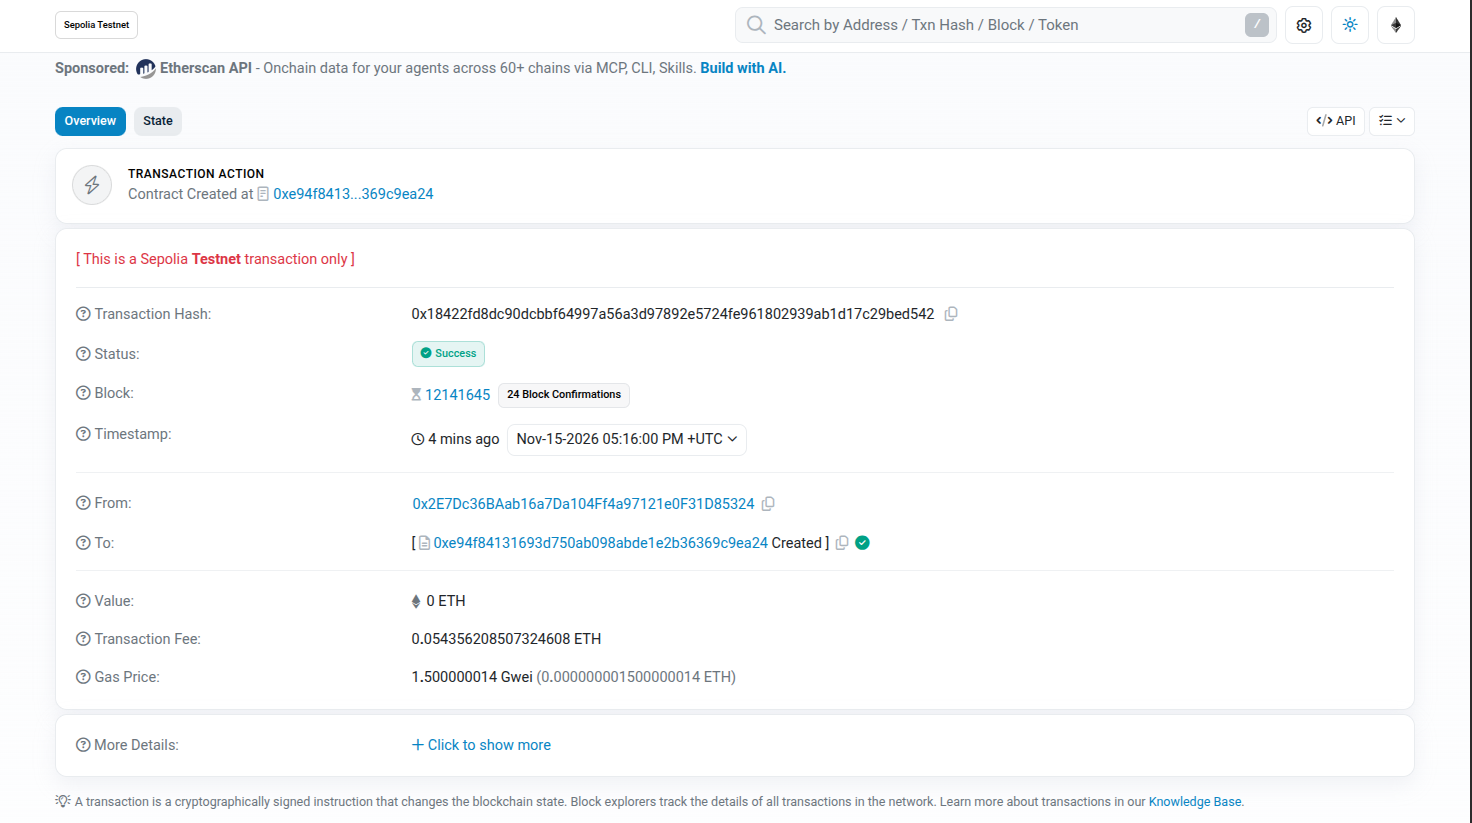 Sepolia Testnet
Search by Address / Txn Hash / Block / Token /
Sponsored: Etherscan API - Onchain data for your agents across 60+ chains via MCP, CLI, Skills. Build with AI.
Overview State </> API
TRANSACTION ACTION
Contract Created at 0xe94f8413...369c9ea24
[ This is a Sepolia Testnet transaction only ]
Transaction Hash: 0x18422fd8dc90dcbbf64997a56a3d97892e5724fe961802939ab1d17c29bed542
Status: Success
Block: 12141645 24 Block Confirmations
Timestamp: 4 mins ago Nov-15-2026 05:16:00 PM +UTC
From: 0x2E7Dc36BAab16a7Da104Ff4a97121e0F31D85324
To: [ 0xe94f84131693d750ab098abde1e2b36369c9ea24 Created ]
Value: 0 ETH
Transaction Fee: 0.054356208507324608 ETH
Gas Price: 1.500000014 Gwei (0.000000001500000014 ETH)
More Details: + Click to show more
A transaction is a cryptographically signed instruction that changes the blockchain state. Block explorers track the details of all transactions in the network. Learn more about transactions in our Knowledge Base.